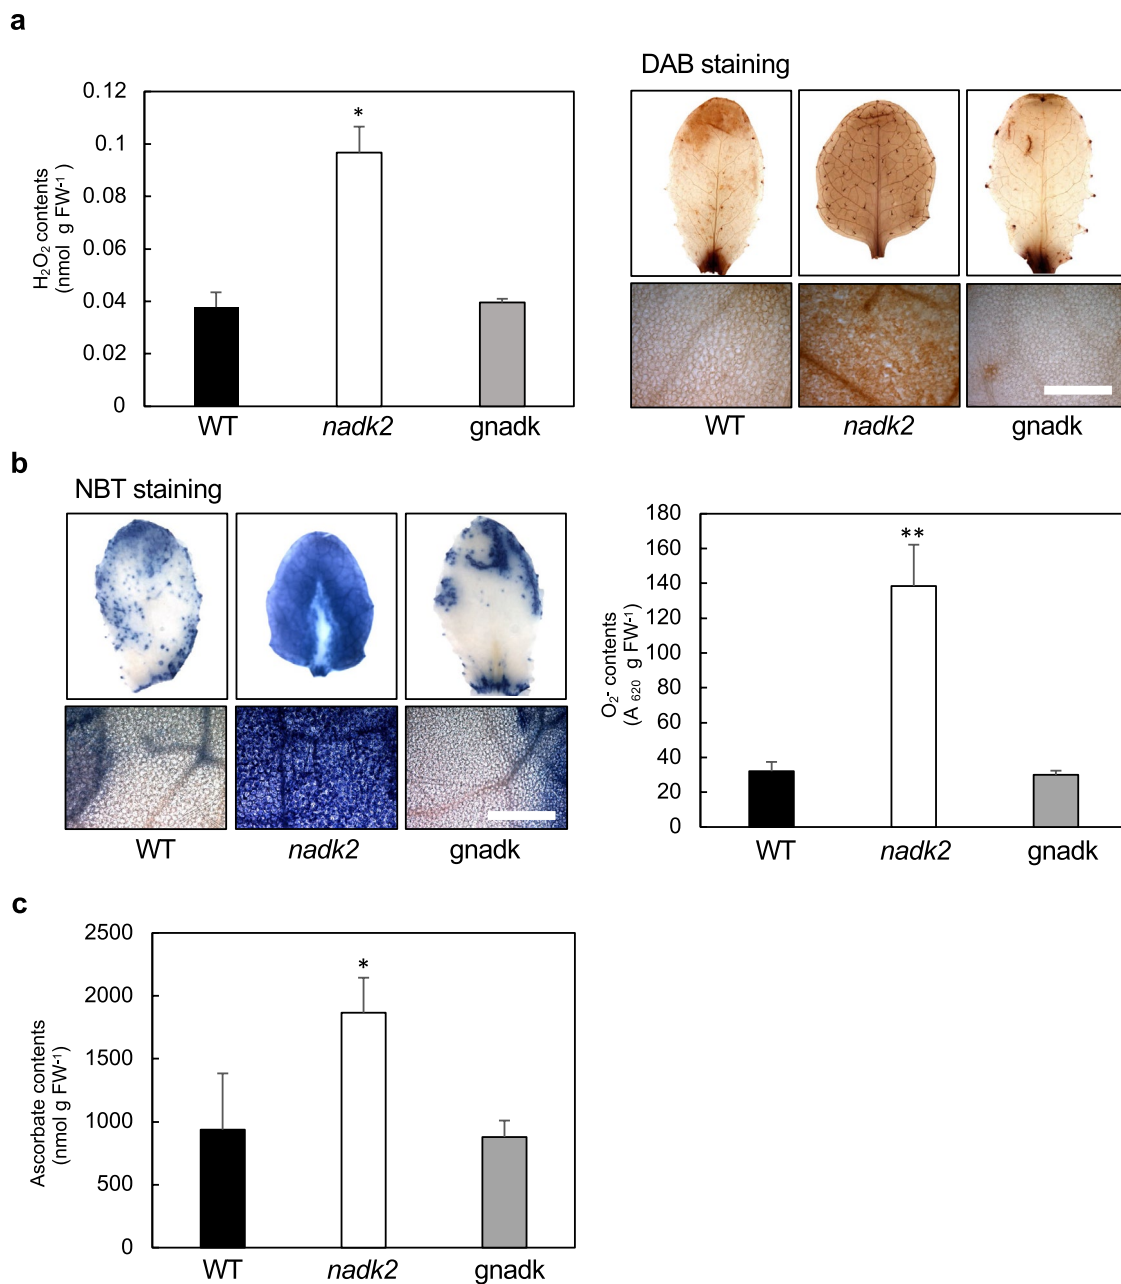 a
DAB staining
0.12
0.1
0.08
0.06
0.04
0.02
0
H₂O₂ contents
(nmol g FW⁻¹)
*
WT
nadk2
gnadk
WT
nadk2
gnadk
b
NBT staining
WT
nadk2
gnadk
180
160
140
120
100
80
60
40
20
0
O₂- contents
(A ₆₂₀ g FW⁻¹)
**
WT
nadk2
gnadk
c
2500
2000
1500
1000
500
0
Ascorbate contents
(nmol g FW⁻¹)
*
WT
nadk2
gnadk